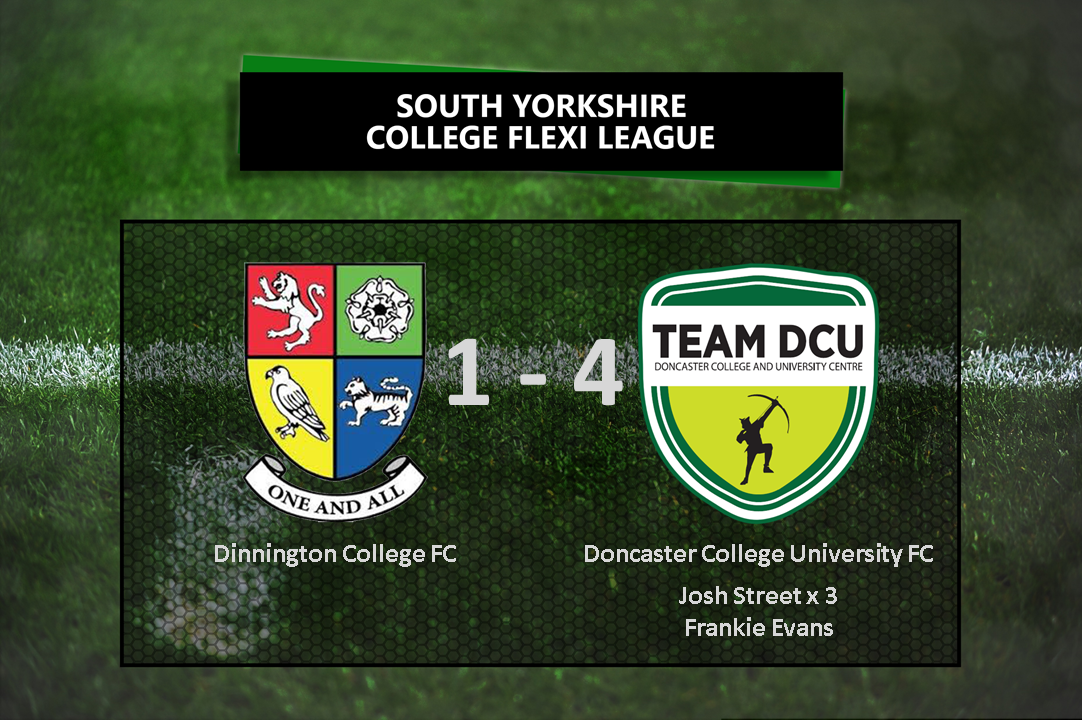 SOUTH YORKSHIRE
COLLEGE FLEXI LEAGUE
1 - 4
TEAM DCU
DONCASTER COLLEGE AND UNIVERSITY CENTRE
ONE AND ALL
Dinnington College FC
Doncaster College University FC
Josh Street x 3
Frankie Evans